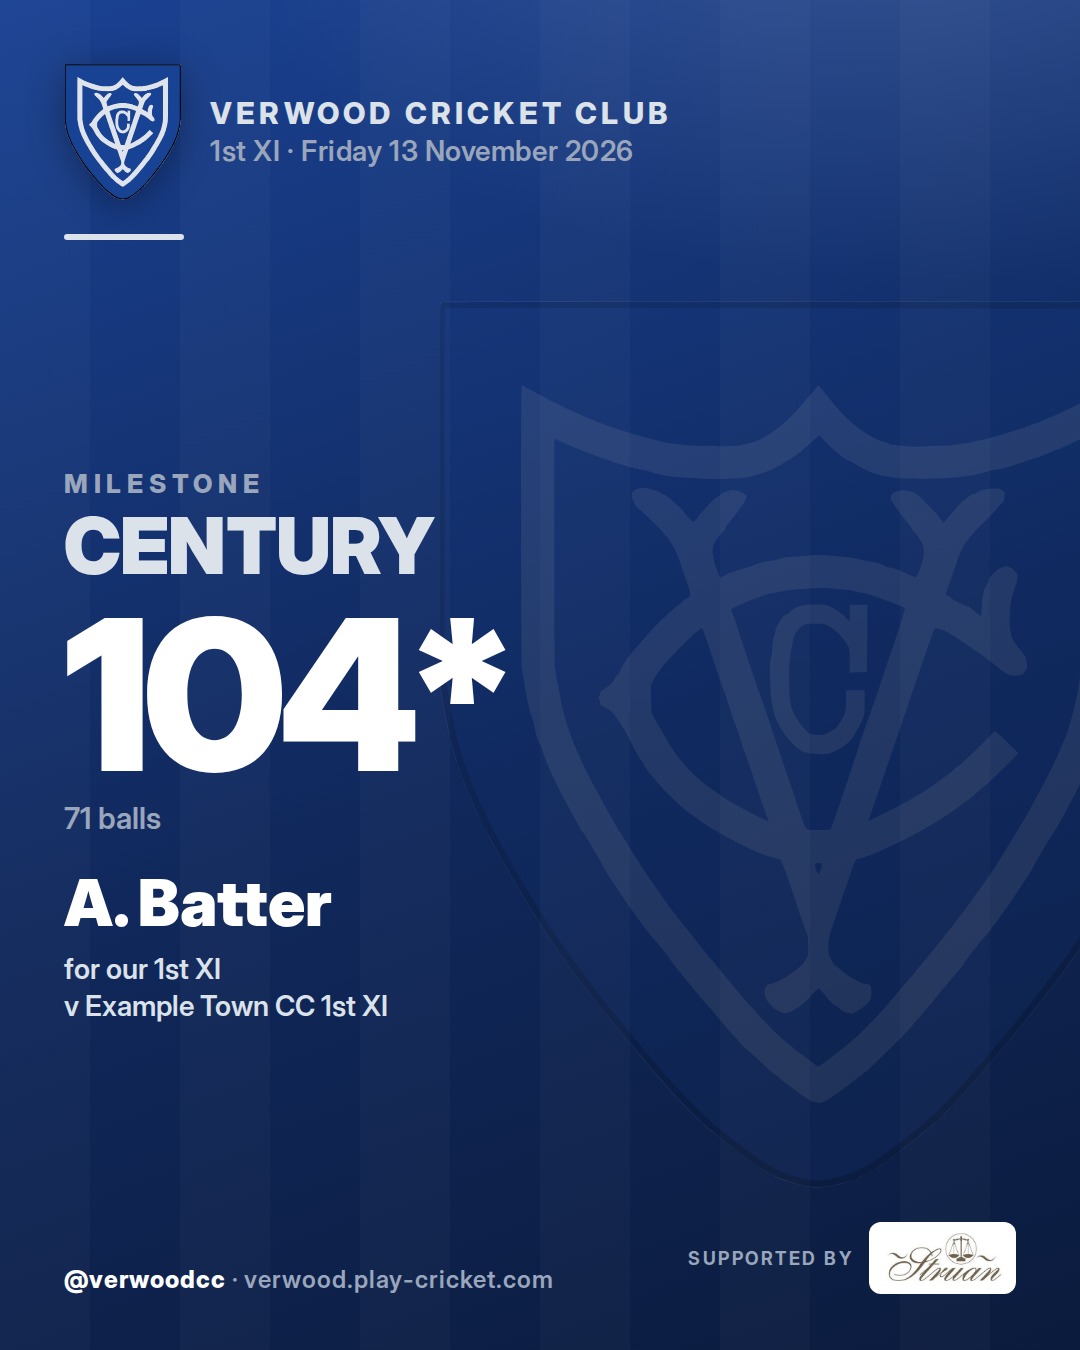 VERWOOD CRICKET CLUB
1st XI · Friday 13 November 2026
MILESTONE
CENTURY
104*
71 balls
A. Batter
for our 1st XI
v Example Town CC 1st XI
@verwoodcc · verwood.play-cricket.com
SUPPORTED BY
Struan